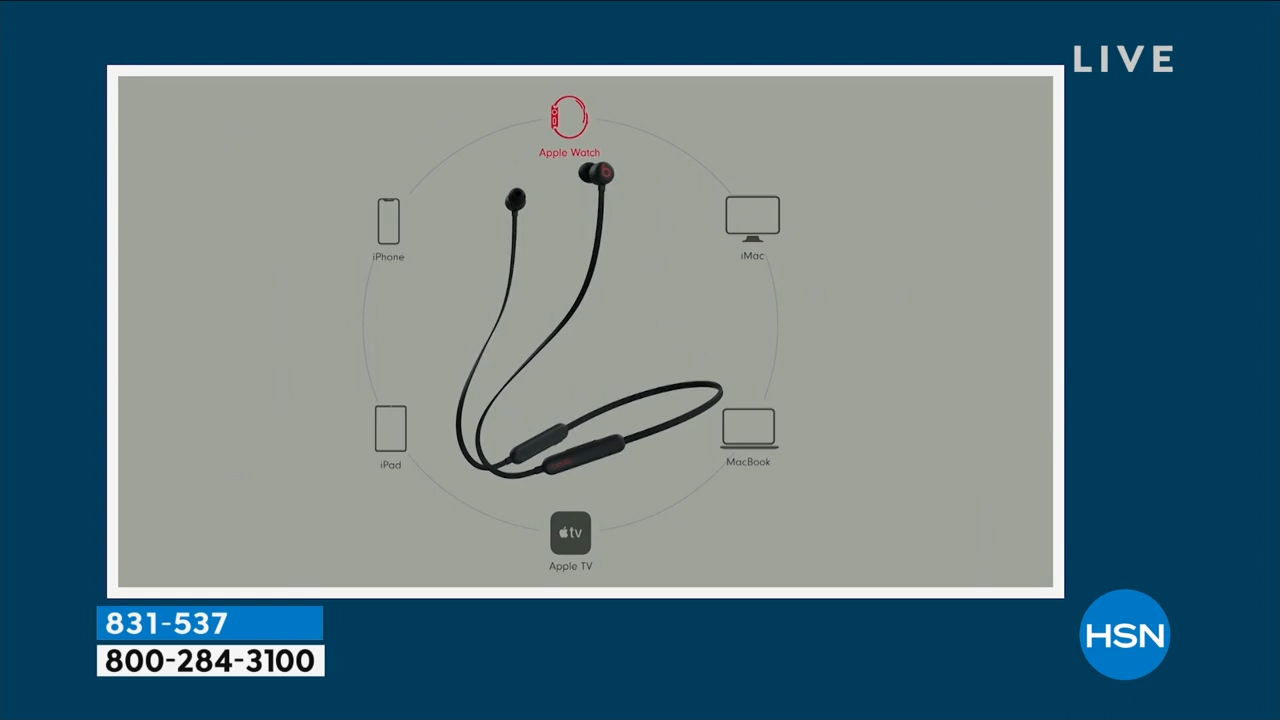 LIVE
Apple Watch
iPhone
iMac
iPad
MacBook
tv
Apple TV
831-537
800-284-3100
HSN